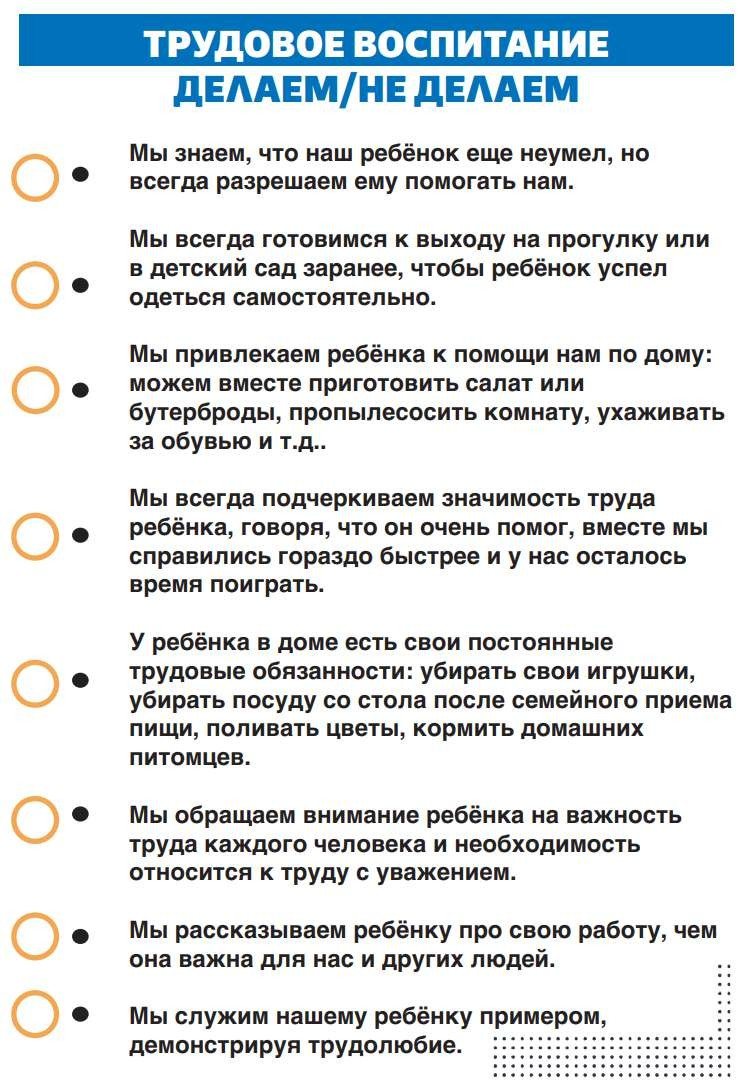 ТРУДОВОЕ ВОСПИТАНИЕ
ДЕЛАЕМ/НЕ ДЕЛАЕМ
Мы знаем, что наш ребёнок еще неумел, но
всегда разрешаем ему помогать нам.
Мы всегда готовимся к выходу на прогулку или
в детский сад заранее, чтобы ребёнок успел
одеться самостоятельно.
Мы привлекаем ребёнка к помощи нам по дому:
можем вместе приготовить салат или
бутерброды, пропылесосить комнату, ухаживать
за обувью и т.д..
Мы всегда подчеркиваем значимость труда
ребёнка, говоря, что он очень помог, вместе мы
справились гораздо быстрее и у нас осталось
время поиграть.
У ребёнка в доме есть свои постоянные
трудовые обязанности: убирать свои игрушки,
убирать посуду со стола после семейного приема
пищи, поливать цветы, кормить домашних
питомцев.
Мы обращаем внимание ребёнка на важность
труда каждого человека и необходимость
относится к труду с уважением.
Мы рассказываем ребёнку про свою работу, чем
она важна для нас и других людей.
Мы служим нашему ребёнку примером,
демонстрируя трудолюбие.